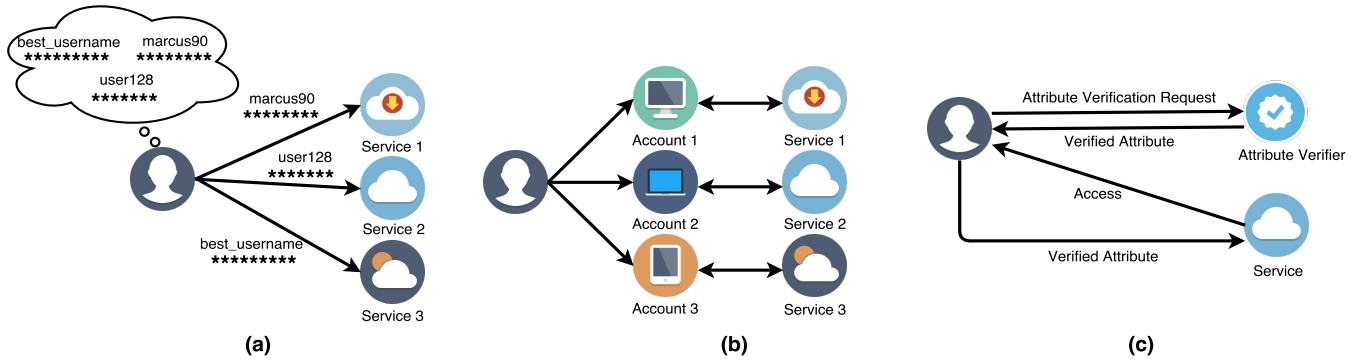 best_username
*********
marcus90
********
user128
*******
marcus90
********
Service 1
user128
*******
Service 2
best_username
*********
Service 3
(a)
Account 1
Service 1
Account 2
Service 2
Account 3
Service 3
(b)
Attribute Verification Request
Verified Attribute
Attribute Verifier
Access
Verified Attribute
Service
(c)